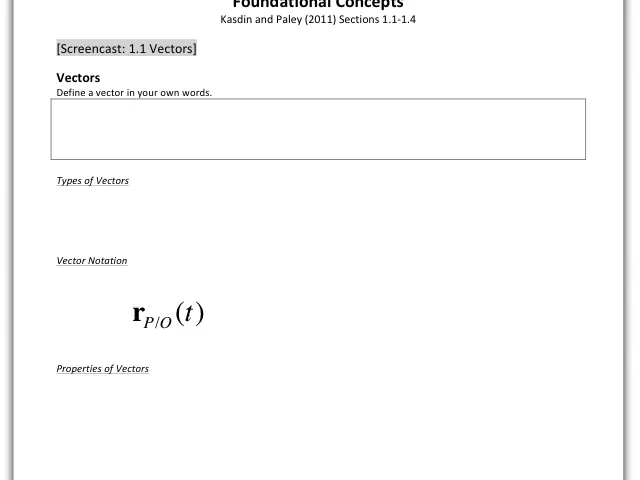 Foundational Concepts
Kasdin and Paley (2011) Sections 1.1-1.4
[Screencast: 1.1 Vectors]
Vectors
Define a vector in your own words.
Types of Vectors
Vector Notation
r_{P/O}(t)
Properties of Vectors